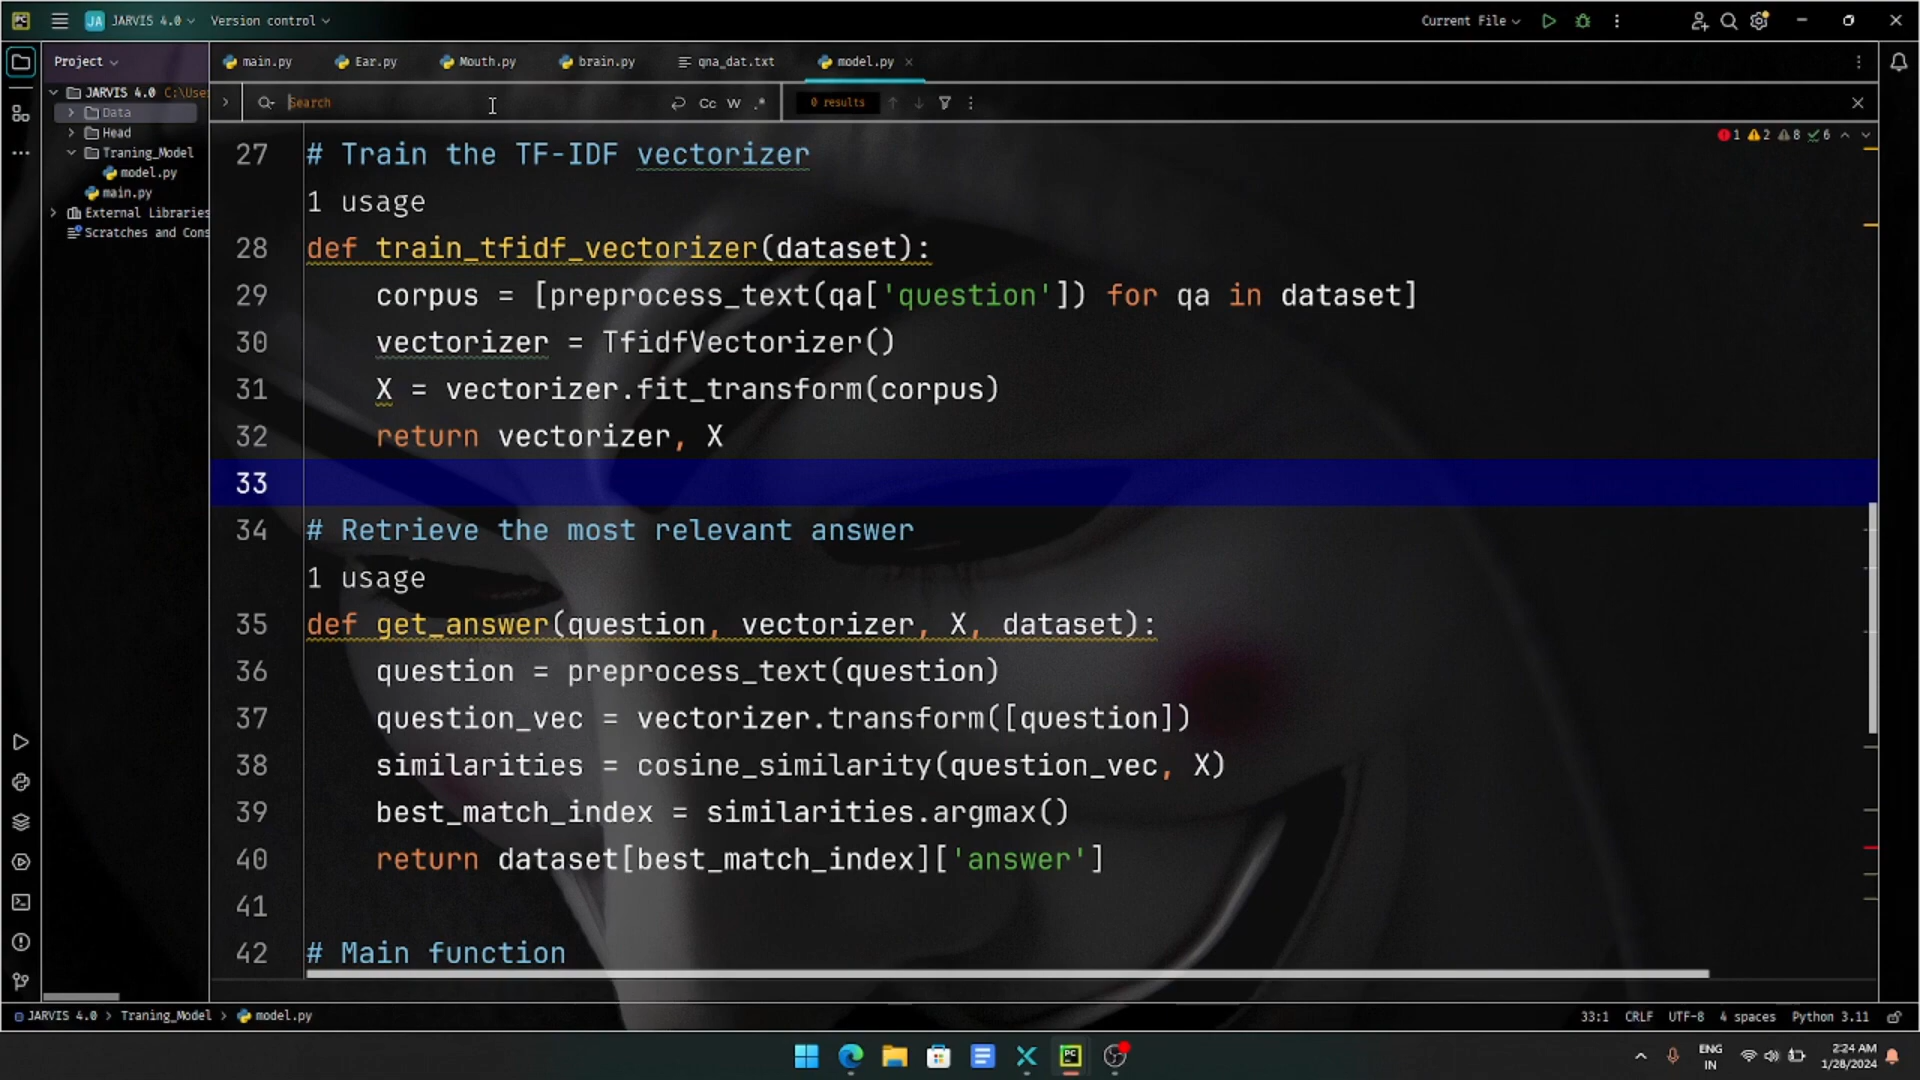 JA JARVIS 4.0 Version control Current File
Project main.py Ear.py Mouth.py brain.py qna_dat.txt model.py
JARVIS 4.0 C:\Use
Data
Head
Traning_Model
model.py
main.py
External Libraries
Scratches and Cons
Search Cc W .* 0 results
1 2 8 6
27 # Train the TF-IDF vectorizer
1 usage
28 def train_tfidf_vectorizer(dataset):
29 corpus = [preprocess_text(qa['question']) for qa in dataset]
30 vectorizer = TfidfVectorizer()
31 X = vectorizer.fit_transform(corpus)
32 return vectorizer, X
33
34 # Retrieve the most relevant answer
1 usage
35 def get_answer(question, vectorizer, X, dataset):
36 question = preprocess_text(question)
37 question_vec = vectorizer.transform([question])
38 similarities = cosine_similarity(question_vec, X)
39 best_match_index = similarities.argmax()
40 return dataset[best_match_index]['answer']
41
42 # Main function
JARVIS 4.0 > Traning_Model > model.py 33:1 CRLF UTF-8 4 spaces Python 3.11
ENG
IN
2:24 AM
1/28/2024